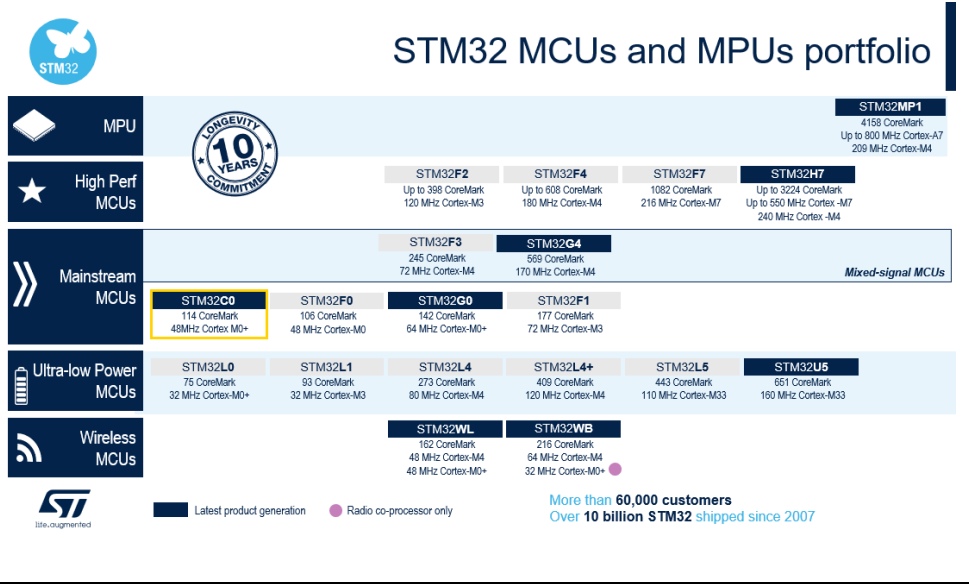 STM32
STM32 MCUs and MPUs portfolio
MPU
LONGEVITY
10
YEARS
COMMITMENT
STM32MP1
4158 CoreMark
Up to 800 MHz Cortex-A7
209 MHz Cortex-M4
High Perf
MCUs
STM32F2
Up to 398 CoreMark
120 MHz Cortex-M3
STM32F4
Up to 608 CoreMark
180 MHz Cortex-M4
STM32F7
1082 CoreMark
216 MHz Cortex-M7
STM32H7
Up to 3224 CoreMark
Up to 550 MHz Cortex -M7
240 MHz Cortex -M4
Mainstream
MCUs
STM32F3
245 CoreMark
72 MHz Cortex-M4
STM32G4
569 CoreMark
170 MHz Cortex-M4
Mixed-signal MCUs
STM32C0
114 CoreMark
48MHz Cortex M0+
STM32F0
106 CoreMark
48 MHz Cortex-M0
STM32G0
142 CoreMark
64 MHz Cortex-M0+
STM32F1
177 CoreMark
72 MHz Cortex-M3
Ultra-low Power
MCUs
STM32L0
75 CoreMark
32 MHz Cortex-M0+
STM32L1
93 CoreMark
32 MHz Cortex-M3
STM32L4
273 CoreMark
80 MHz Cortex-M4
STM32L4+
409 CoreMark
120 MHz Cortex-M4
STM32L5
443 CoreMark
110 MHz Cortex-M33
STM32U5
651 CoreMark
160 MHz Cortex-M33
Wireless
MCUs
STM32WL
162 CoreMark
48 MHz Cortex-M4
48 MHz Cortex-M0+
STM32WB
216 CoreMark
64 MHz Cortex-M4
32 MHz Cortex-M0+
ST
life.augmented
Latest product generation
Radio co-processor only
More than 60,000 customers
Over 10 billion STM32 shipped since 2007